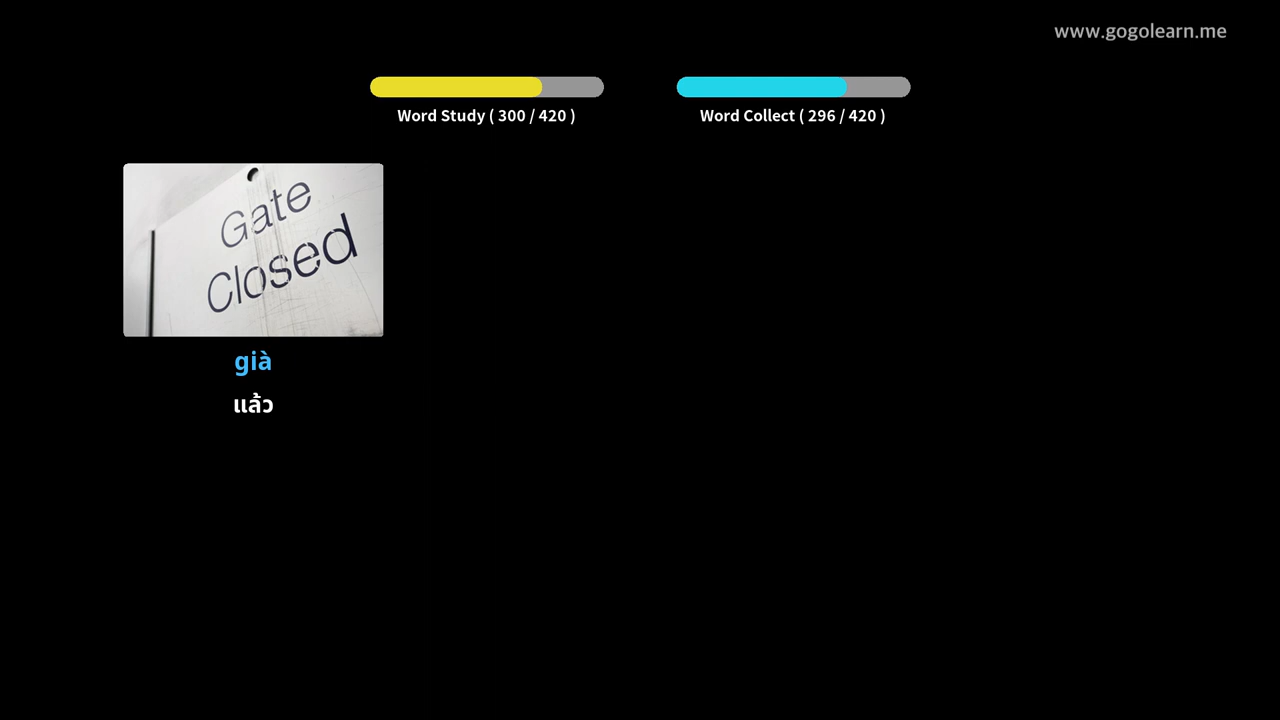 www.gogolearn.me
Word Study ( 300 / 420 )
Word Collect ( 296 / 420 )
Gate
Closed
già
แล้ว